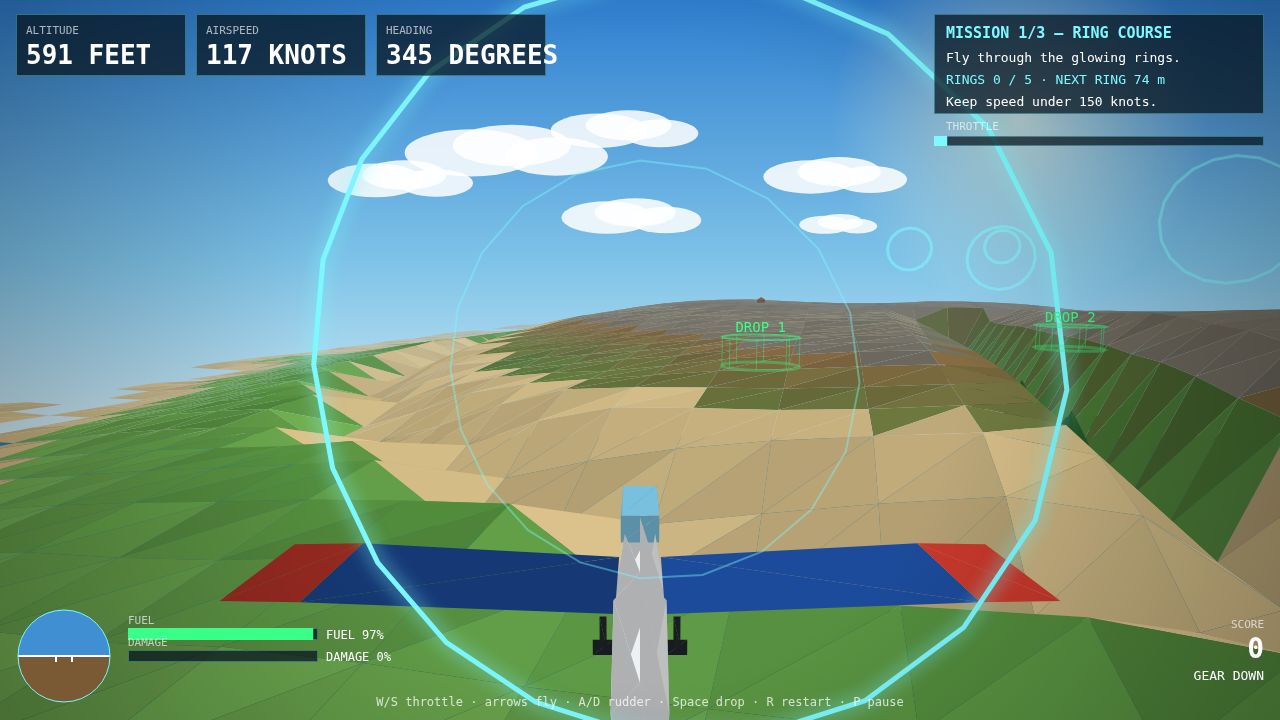 ALTITUDE
591 FEET
AIRSPEED
117 KNOTS
HEADING
345 DEGREES
MISSION 1/3 — RING COURSE
Fly through the glowing rings.
RINGS 0 / 5 · NEXT RING 74 m
Keep speed under 150 knots.
THROTTLE
DROP 1
DROP 2
FUEL
FUEL 97%
DAMAGE
DAMAGE 0%
SCORE
0
GEAR DOWN
W/S throttle · arrows fly · A/D rudder · Space drop · R restart · P pause